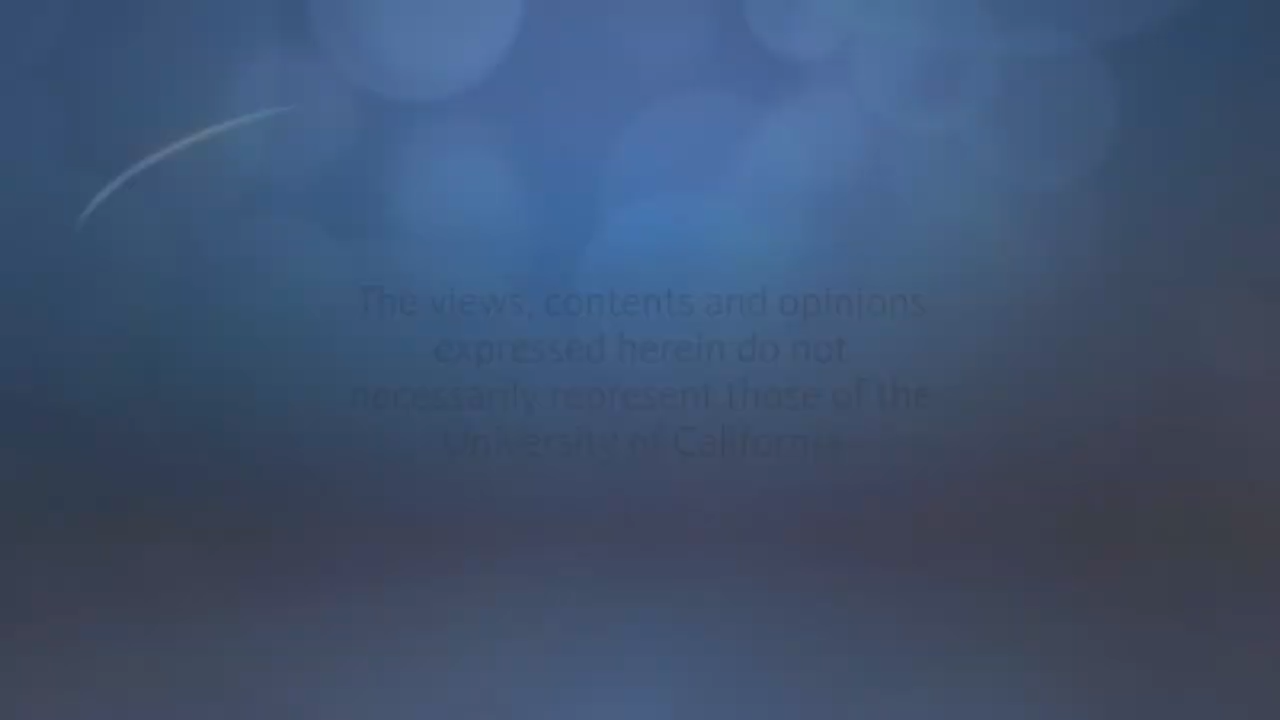 The views, contents and opinions
expressed herein do not
necessarily represent those of the
University of California